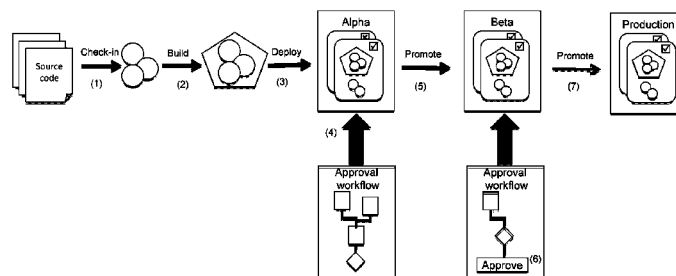 Source
code
Check-in
(1)
Build
(2)
Deploy
(3)
Alpha
Promote
(5)
Beta
Promote
(7)
Production
(4)
Approval
workflow
Approval
workflow
(6)
Approve